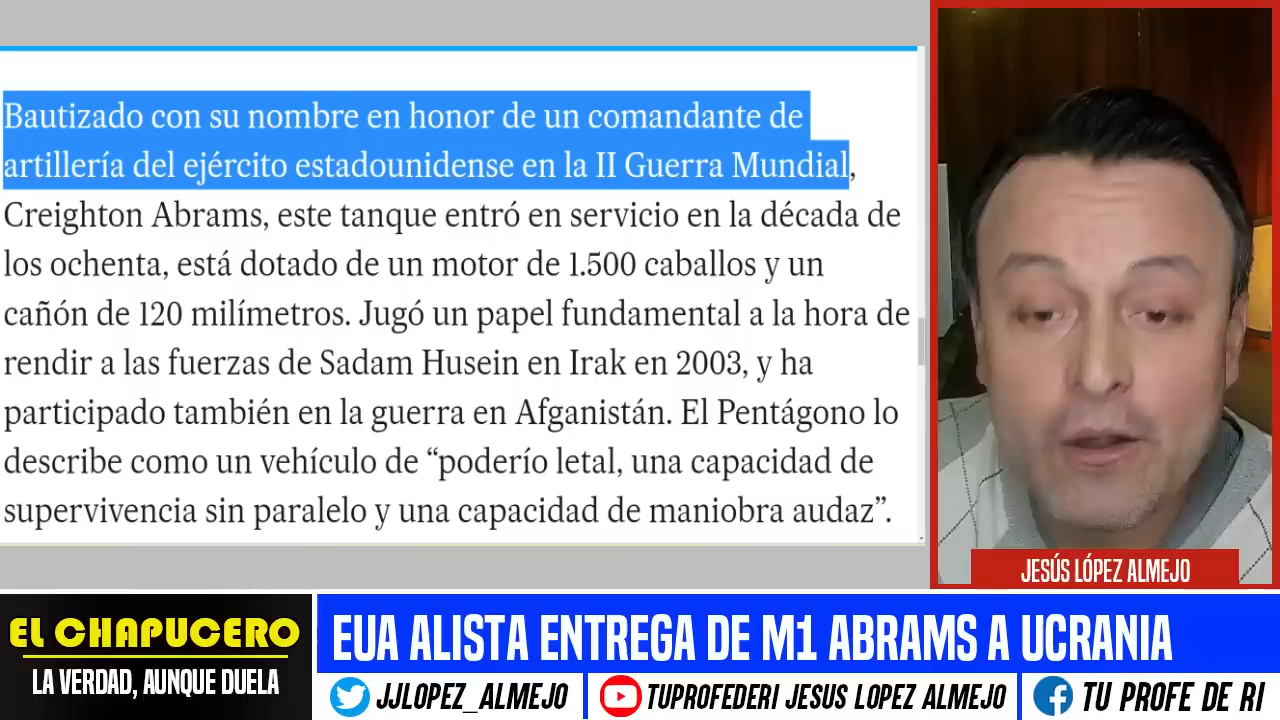 Bautizado con su nombre en honor de un comandante de
artillería del ejército estadounidense en la II Guerra Mundial,
Creighton Abrams, este tanque entró en servicio en la década de
los ochenta, está dotado de un motor de 1.500 caballos y un
cañón de 120 milímetros. Jugó un papel fundamental a la hora de
rendir a las fuerzas de Sadam Husein en Irak en 2003, y ha
participado también en la guerra en Afganistán. El Pentágono lo
describe como un vehículo de “poderío letal, una capacidad de
supervivencia sin paralelo y una capacidad de maniobra audaz”.
JESÚS LÓPEZ ALMEJO
EL CHAPUCERO
LA VERDAD, AUNQUE DUELA
EUA ALISTA ENTREGA DE M1 ABRAMS A UCRANIA
JJLOPEZ_ALMEJO
TUPROFEDERI JESUS LOPEZ ALMEJO
TU PROFE DE RI